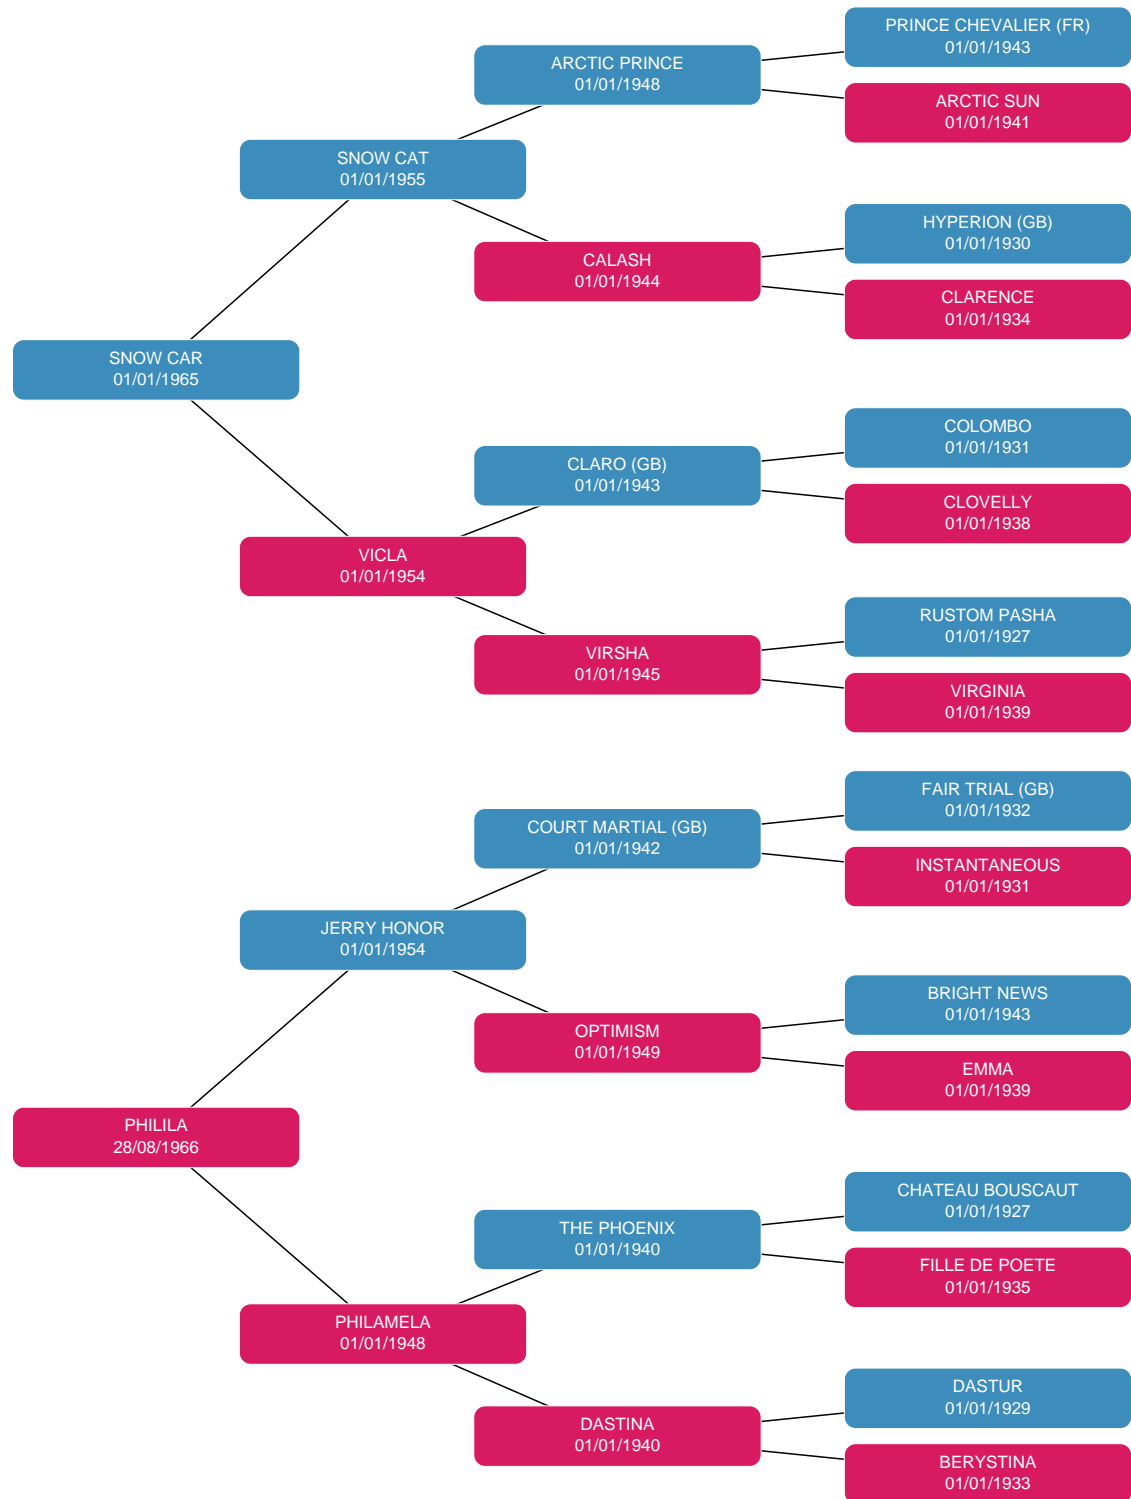 PRINCE CHEVALIER (FR)
01/01/1943
ARCTIC PRINCE
01/01/1948
ARCTIC SUN
01/01/1941
SNOW CAT
01/01/1955
HYPERION (GB)
01/01/1930
CALASH
01/01/1944
CLARENCE
01/01/1934
SNOW CAR
01/01/1965
COLOMBO
01/01/1931
CLARO (GB)
01/01/1943
CLOVELLY
01/01/1938
VICLA
01/01/1954
RUSTOM PASHA
01/01/1927
VIRSHA
01/01/1945
VIRGINIA
01/01/1939
FAIR TRIAL (GB)
01/01/1932
COURT MARTIAL (GB)
01/01/1942
INSTANTANEOUS
01/01/1931
JERRY HONOR
01/01/1954
BRIGHT NEWS
01/01/1943
OPTIMISM
01/01/1949
EMMA
01/01/1939
PHILILA
28/08/1966
CHATEAU BOUSCAUT
01/01/1927
THE PHOENIX
01/01/1940
FILLE DE POETE
01/01/1935
PHILAMELA
01/01/1948
DASTUR
01/01/1929
DASTINA
01/01/1940
BERYSTINA
01/01/1933